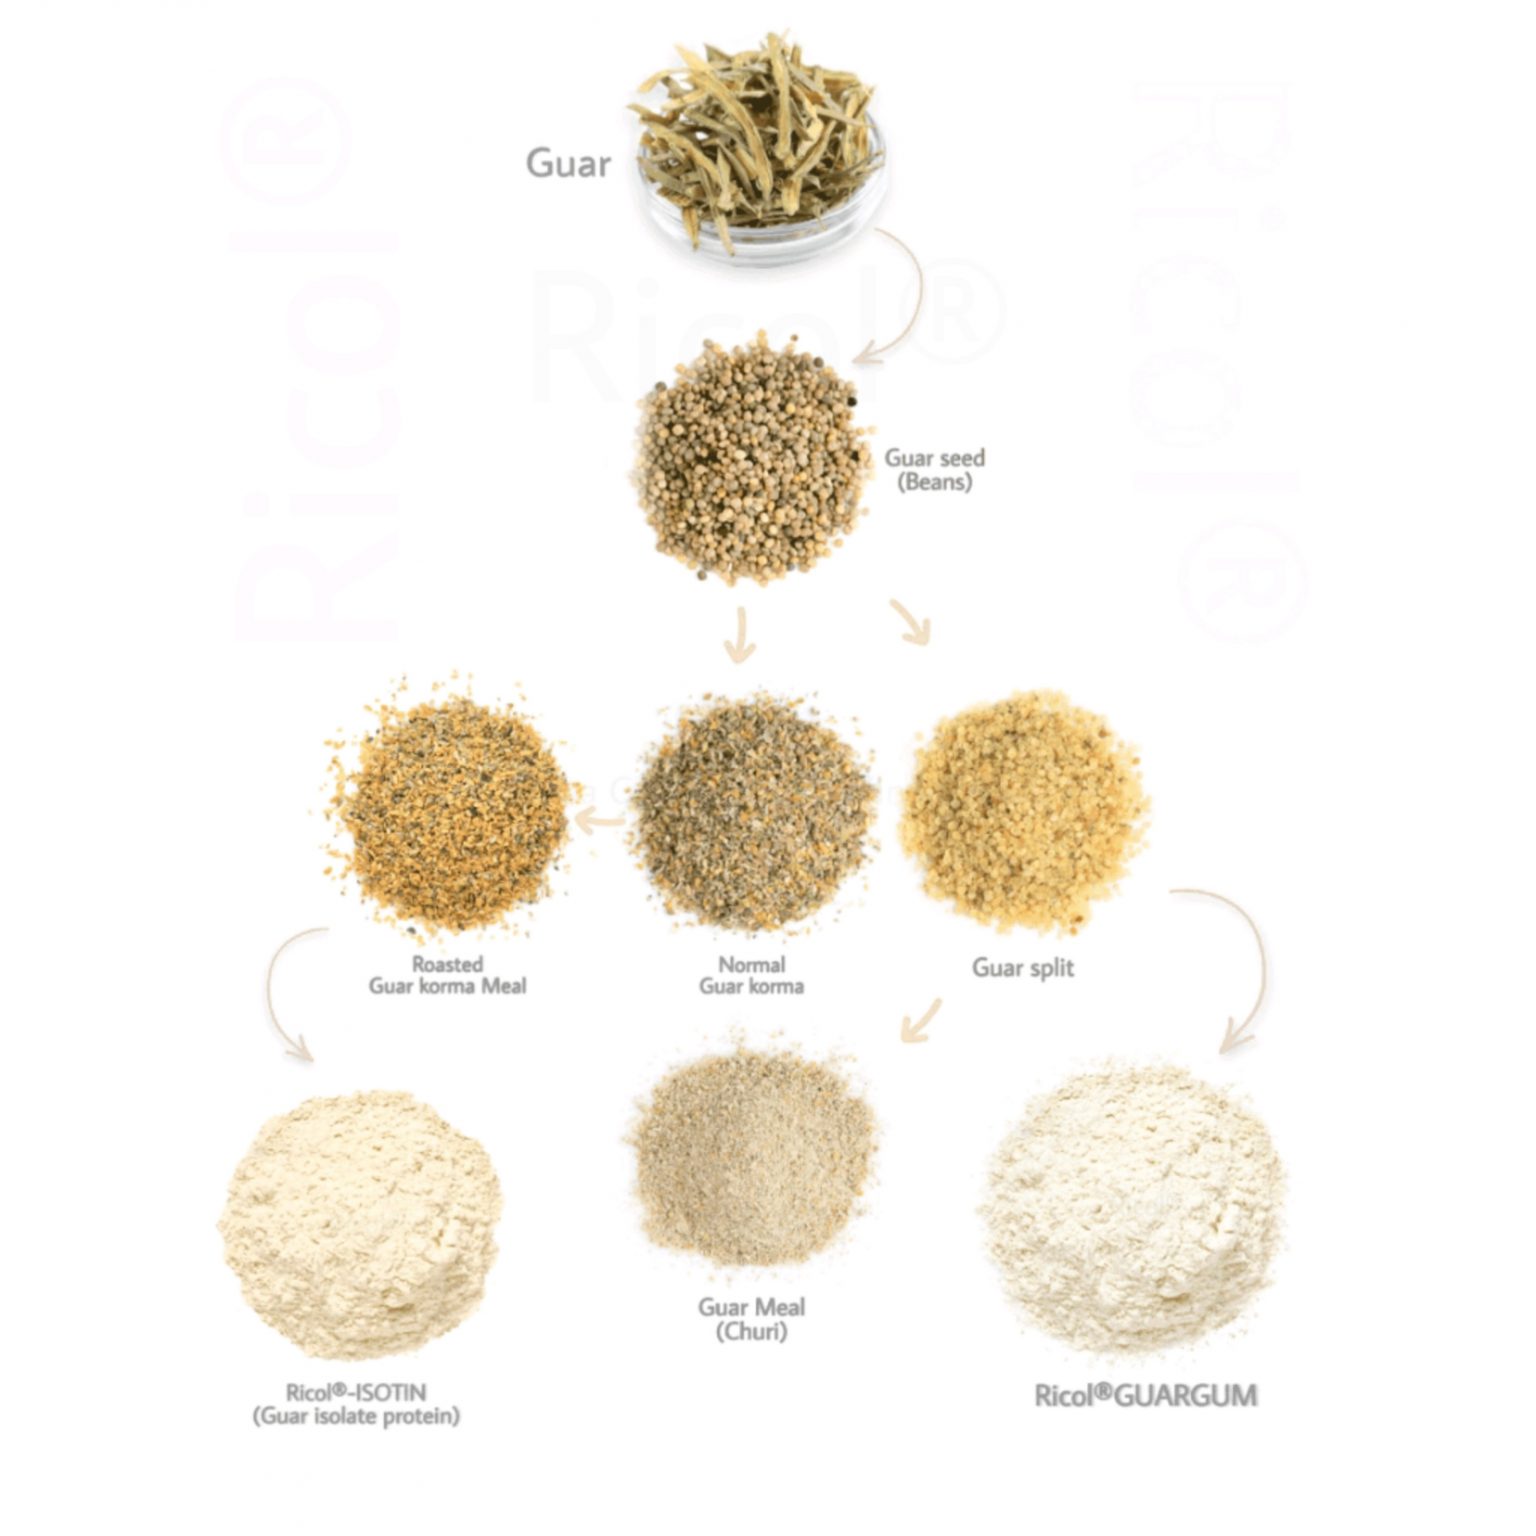 Guar
Ricol®
Ricol®
Ricol®
Guar seed
(Beans)
Roasted
Guar korma Meal
Normal
Guar korma
Guar split
Guar Meal
(Churi)
Ricol®-ISOTIN
(Guar isolate protein)
Ricol®GUARGUM